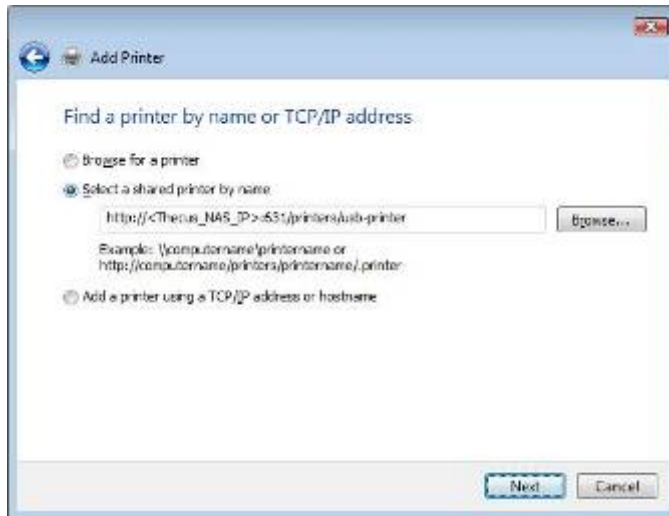 Add Printer
Find a printer by name or TCP/IP address
Browse for a printer
Select a shared printer by name
http://<Thecus_NAS_IP>:631/printers/usb-printer
Browse...
Example: \\computername\printername or
http://computername/printers/printername/.printer
Add a printer using a TCP/IP address or hostname
Next
Cancel